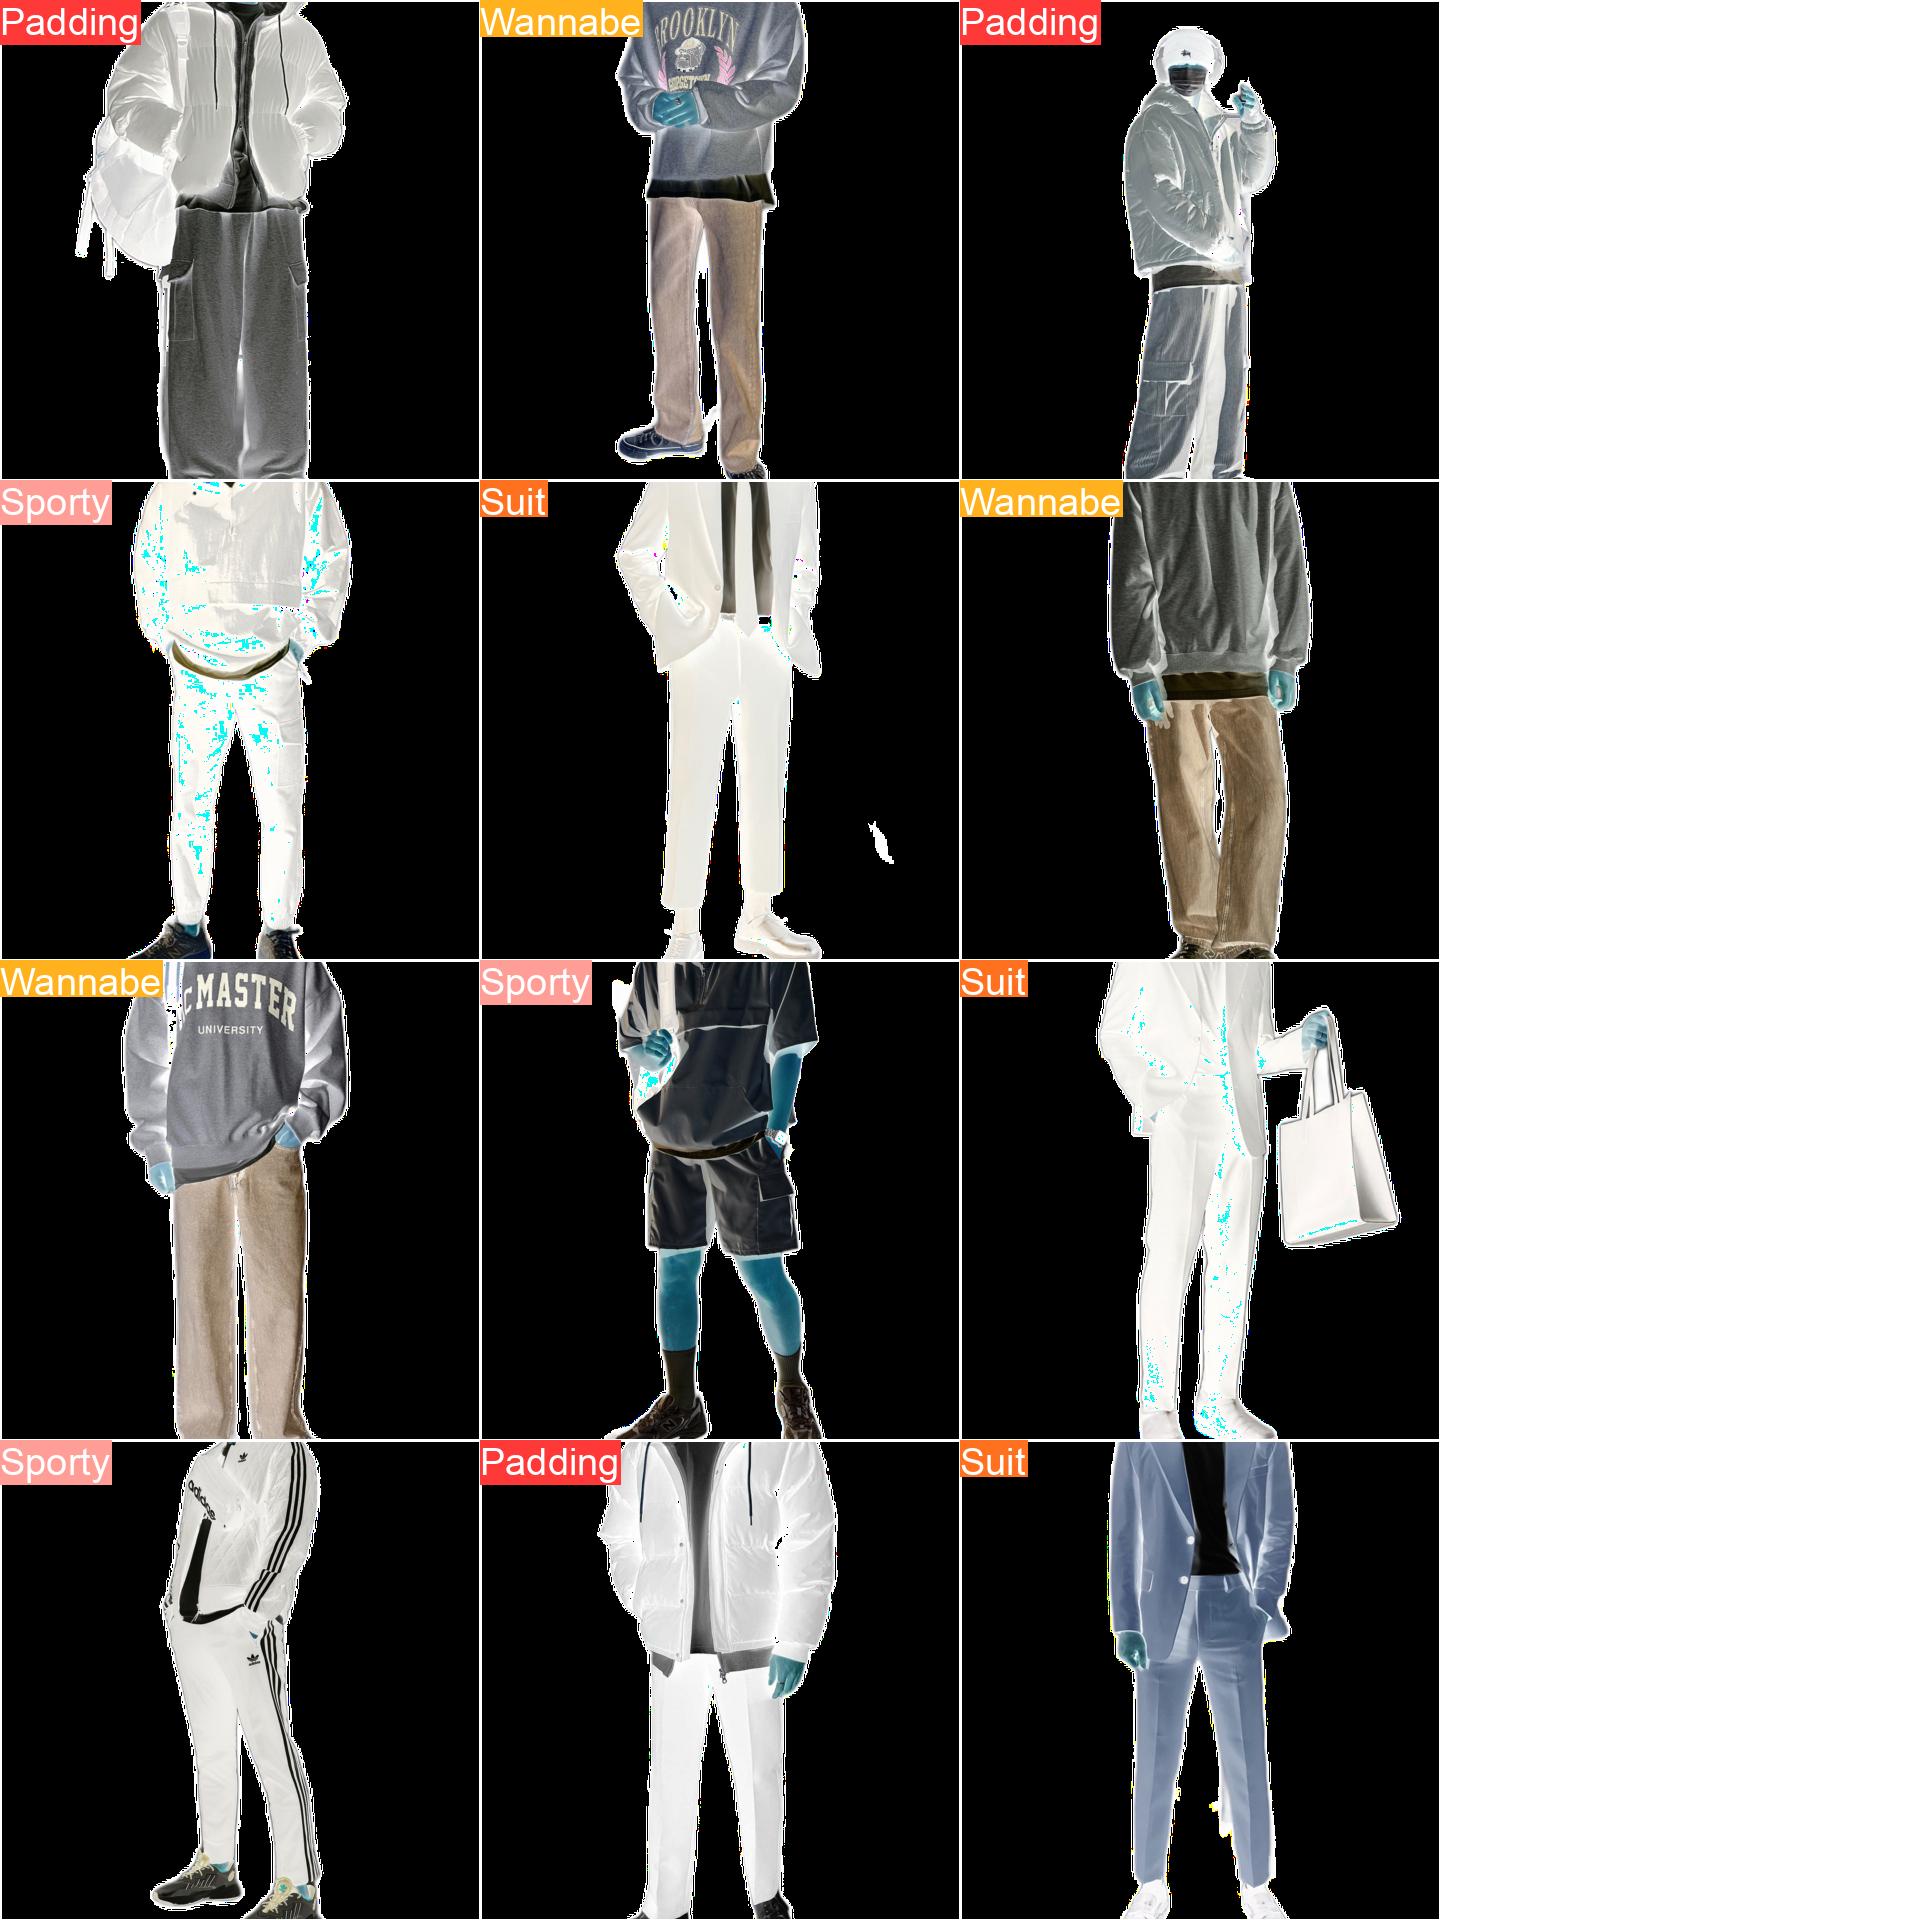 Padding
Wannabe
BROOKLYN
Padding
Sporty
Suit
Wannabe
Wannabe
MASTER
UNIVERSITY
Sporty
Suit
Sporty
adidas
Padding
Suit